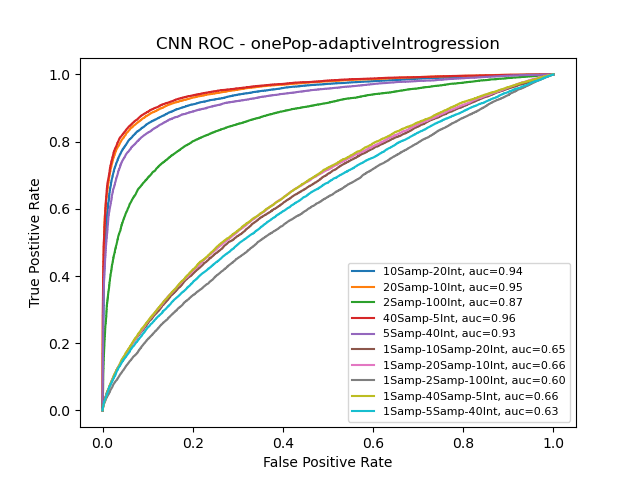 CNN ROC - onePop-adaptiveIntrogression
True Postitive Rate
1.0
0.8
0.6
0.4
0.2
0.0
0.0 0.2 0.4 0.6 0.8 1.0
False Positive Rate
10Samp-20Int, auc=0.94
20Samp-10Int, auc=0.95
2Samp-100Int, auc=0.87
40Samp-5Int, auc=0.96
5Samp-40Int, auc=0.93
1Samp-10Samp-20Int, auc=0.65
1Samp-20Samp-10Int, auc=0.66
1Samp-2Samp-100Int, auc=0.60
1Samp-40Samp-5Int, auc=0.66
1Samp-5Samp-40Int, auc=0.63